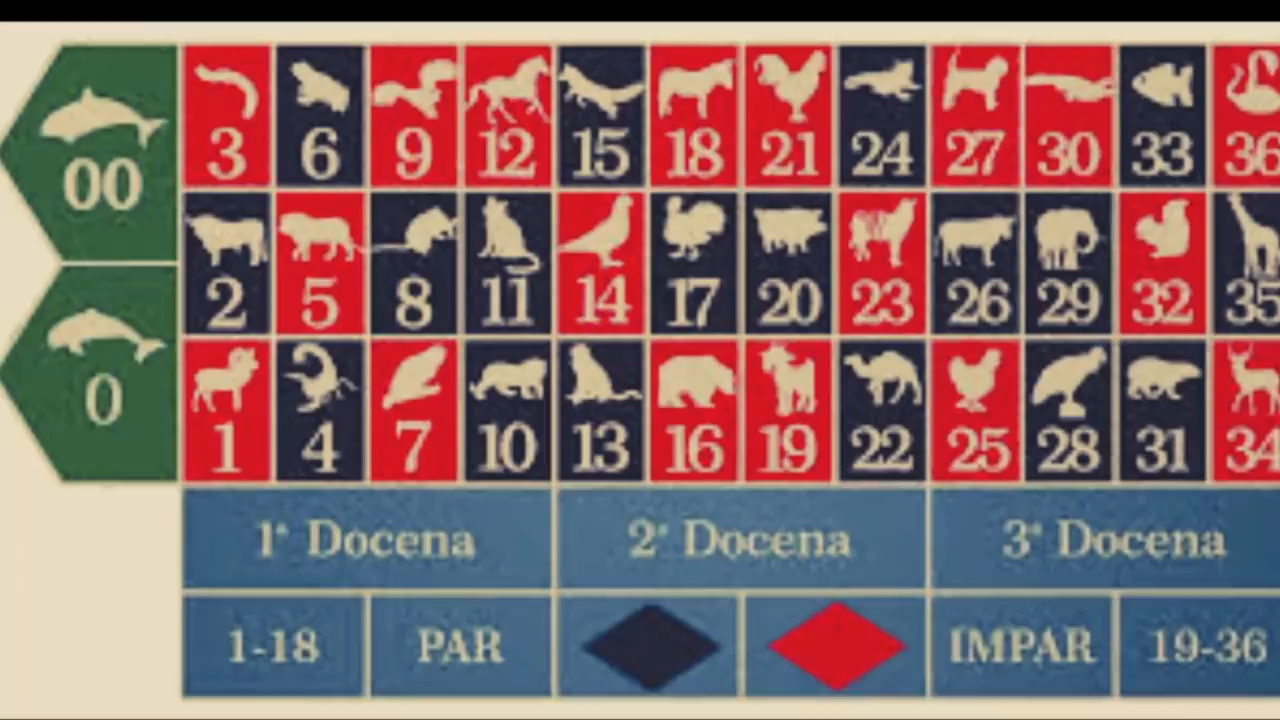 00 3 6 9 12 15 18 21 24 27 30 33 36
2 5 8 11 14 17 20 23 26 29 32 35
0 1 4 7 10 13 16 19 22 25 28 31 34
1ª Docena 2ª Docena 3ª Docena
1-18 PAR IMPAR 19-36